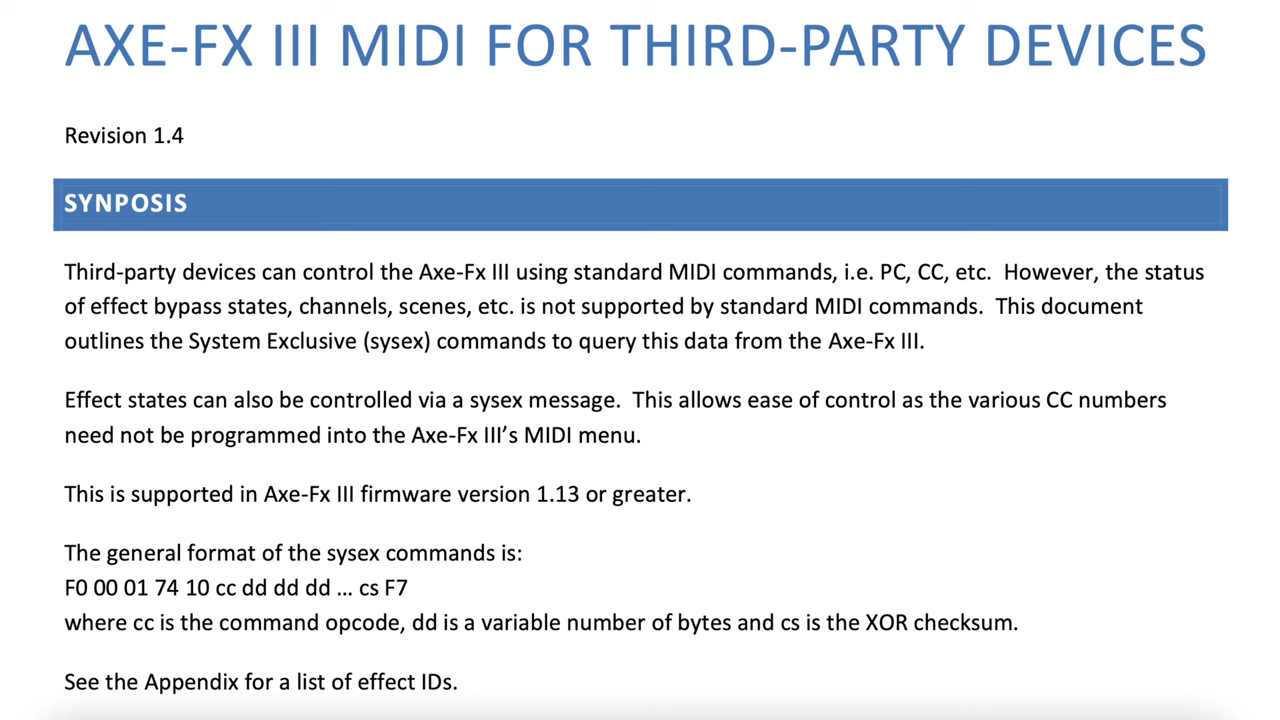 AXE-FX III MIDI FOR THIRD-PARTY DEVICES
Revision 1.4
SYNPOSIS
Third-party devices can control the Axe-Fx III using standard MIDI commands, i.e. PC, CC, etc.  However, the status
of effect bypass states, channels, scenes, etc. is not supported by standard MIDI commands.  This document
outlines the System Exclusive (sysex) commands to query this data from the Axe-Fx III.
Effect states can also be controlled via a sysex message.  This allows ease of control as the various CC numbers
need not be programmed into the Axe-Fx III’s MIDI menu.
This is supported in Axe-Fx III firmware version 1.13 or greater.
The general format of the sysex commands is:
F0 00 01 74 10 cc dd dd dd … cs F7
where cc is the command opcode, dd is a variable number of bytes and cs is the XOR checksum.
See the Appendix for a list of effect IDs.